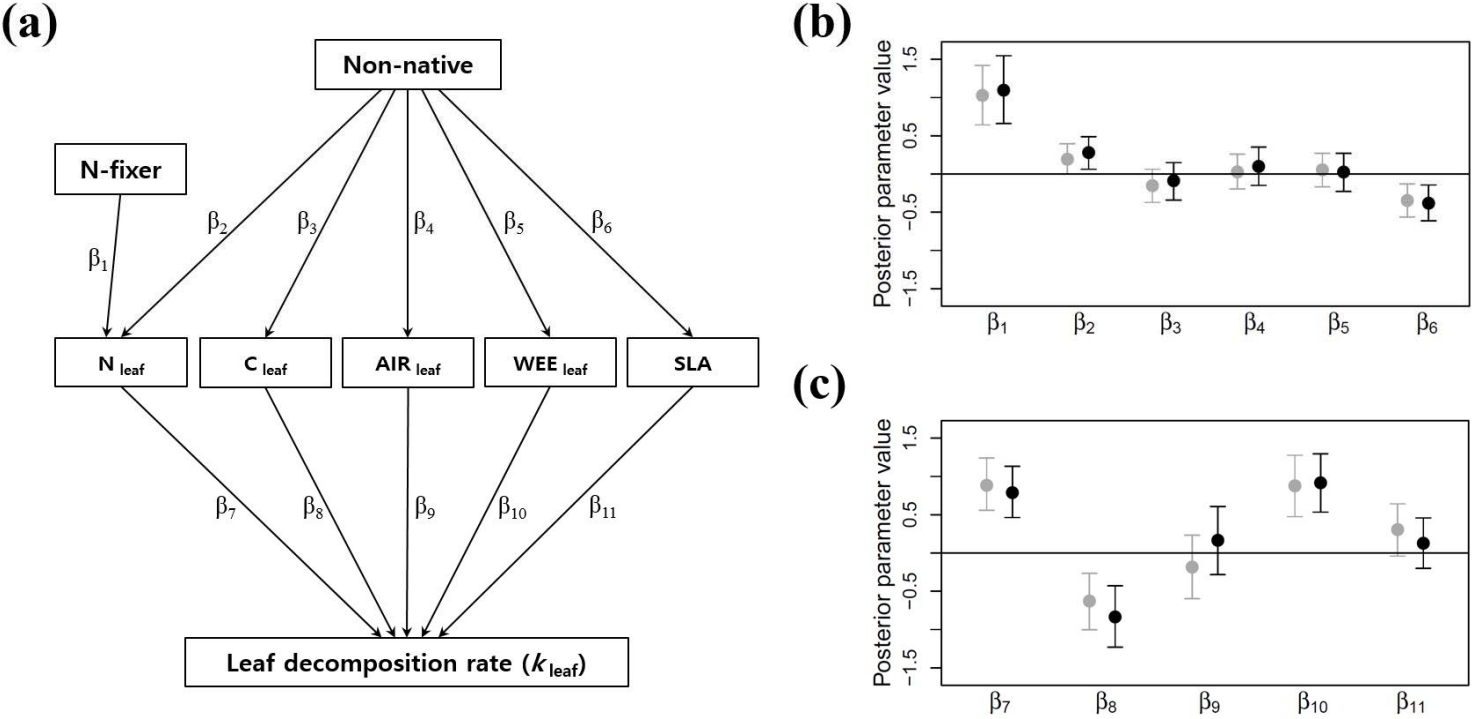 (a)
Non-native
N-fixer
β1
β2
β3
β4
β5
β6
N leaf
C leaf
AIR leaf
WEE leaf
SLA
β7
β8
β9
β10
β11
Leaf decomposition rate (k leaf)
(b)
Posterior parameter value
1.5
0.5
−0.5
−1.5
β1
β2
β3
β4
β5
β6
(c)
Posterior parameter value
1.5
0.5
−0.5
−1.5
β7
β8
β9
β10
β11